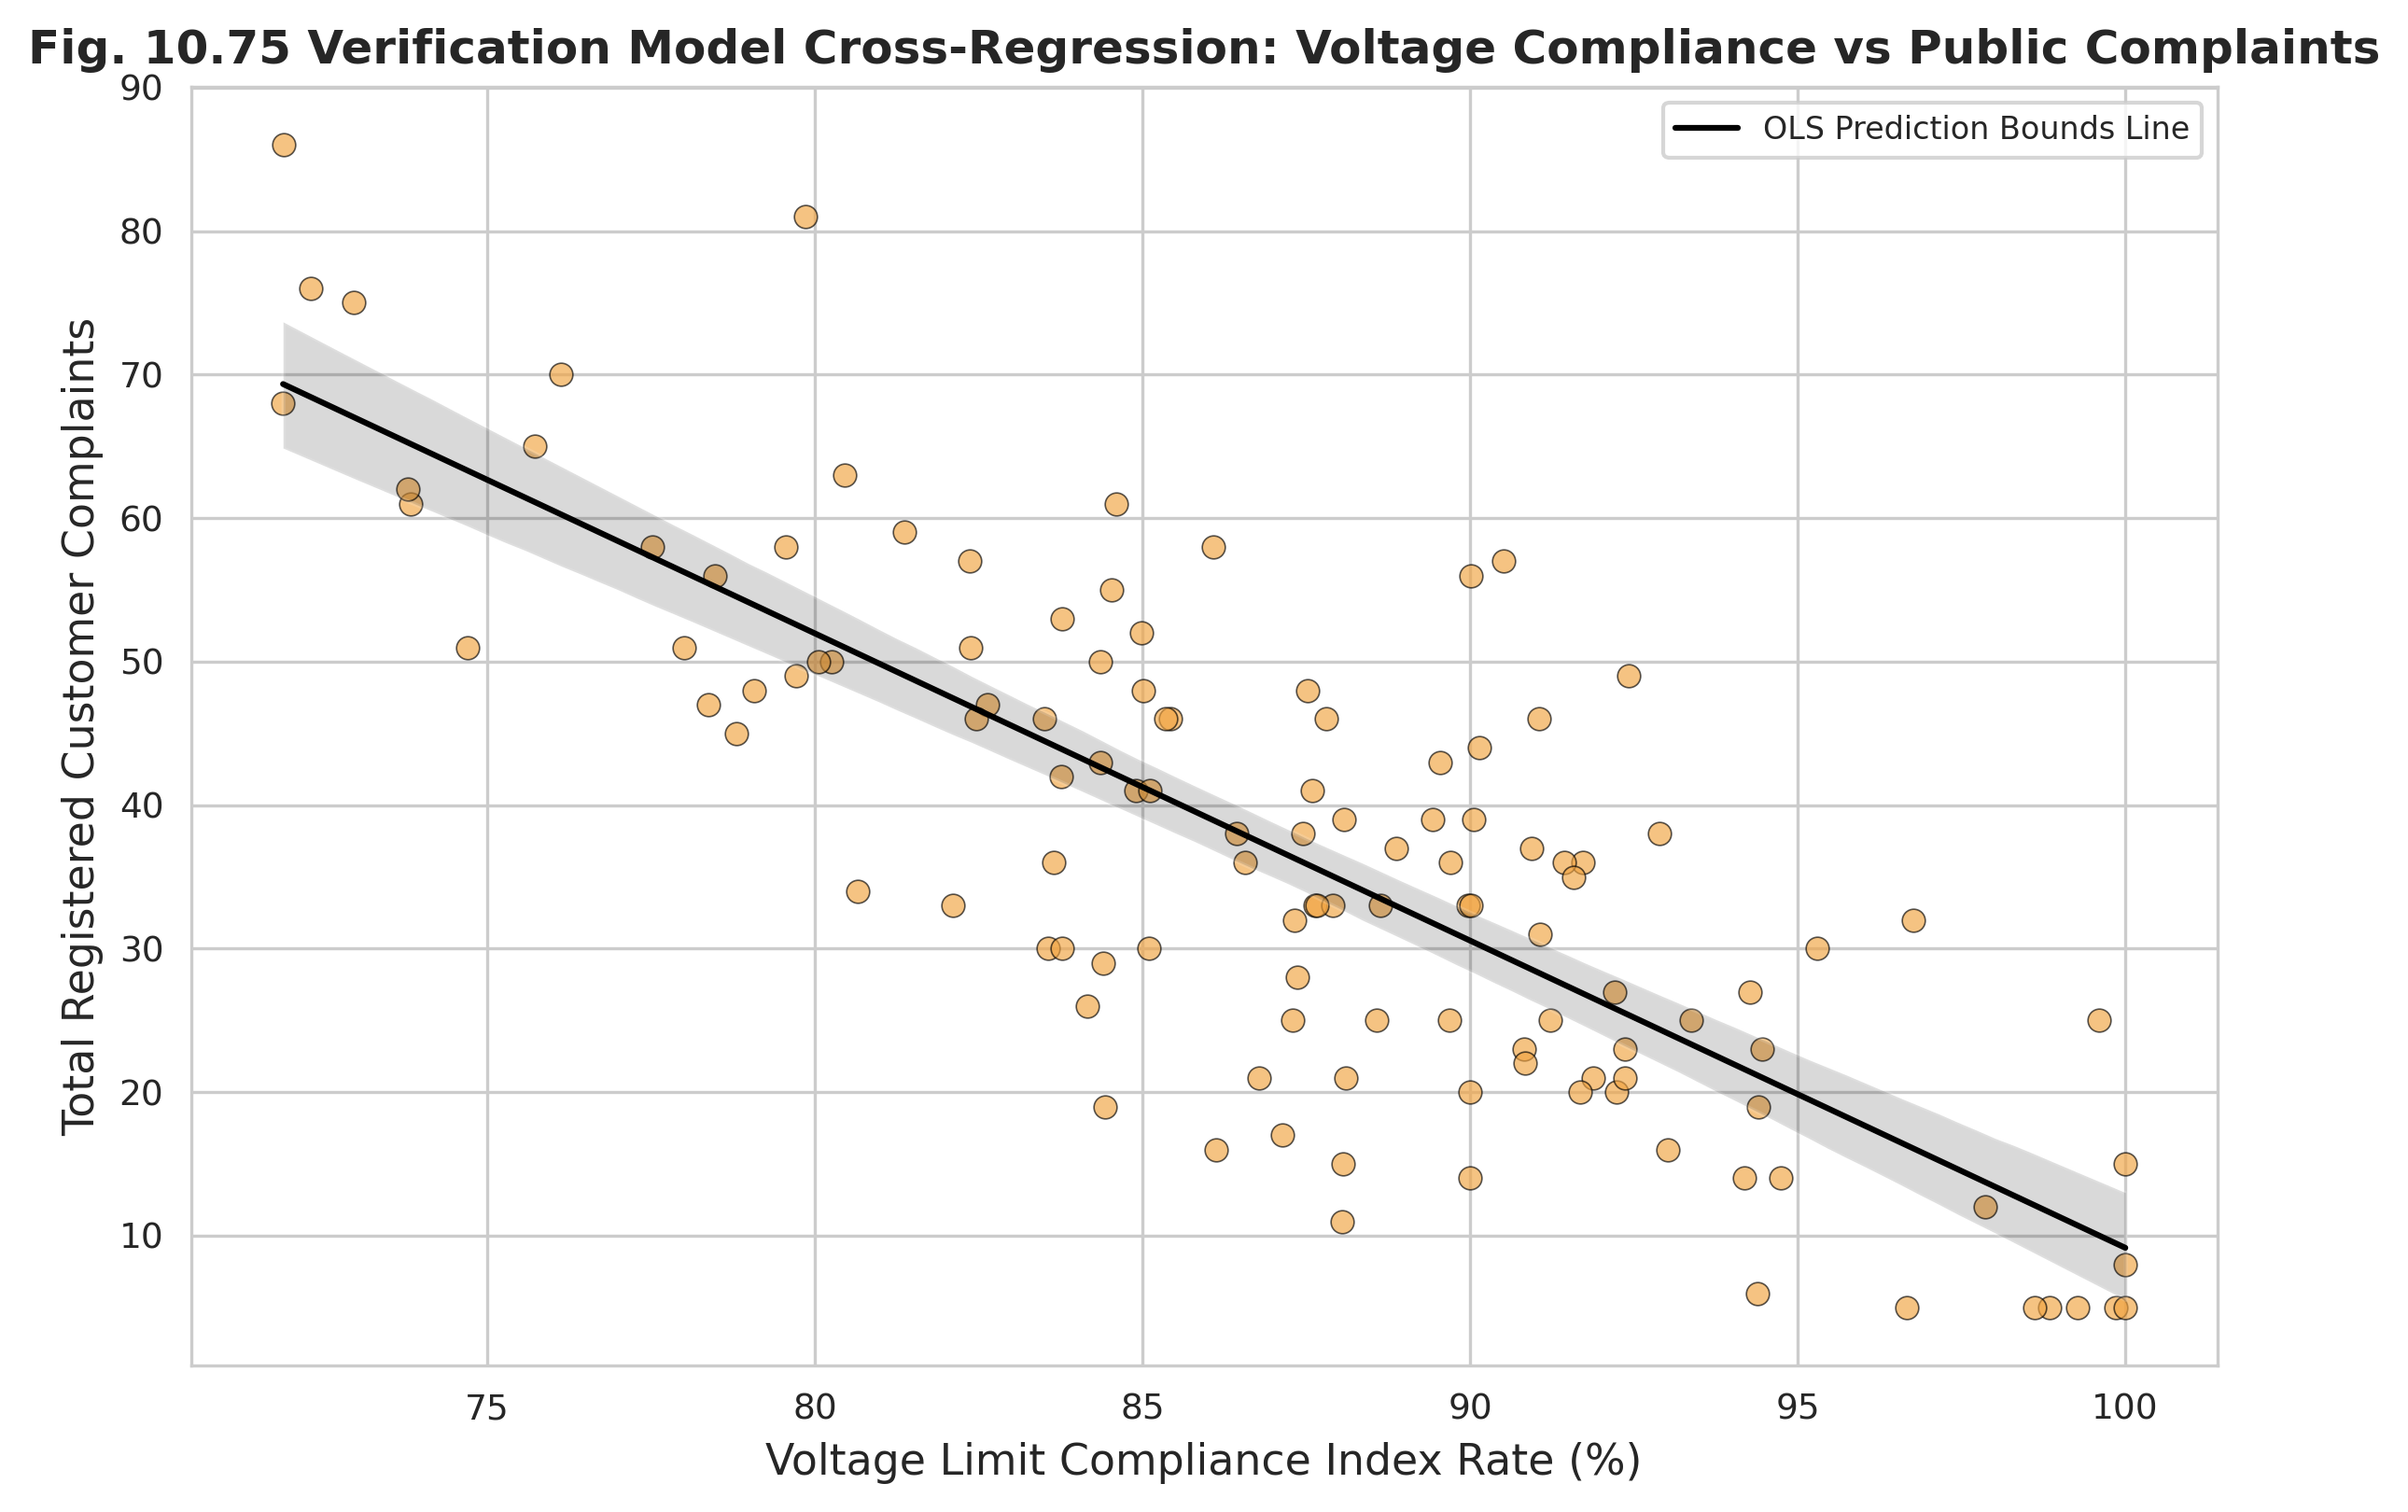 Fig. 10.75 Verification Model Cross-Regression: Voltage Compliance vs Public Complaints
OLS Prediction Bounds Line
Total Registered Customer Complaints
90
80
70
60
50
40
30
20
10
75 80 85 90 95 100
Voltage Limit Compliance Index Rate (%)